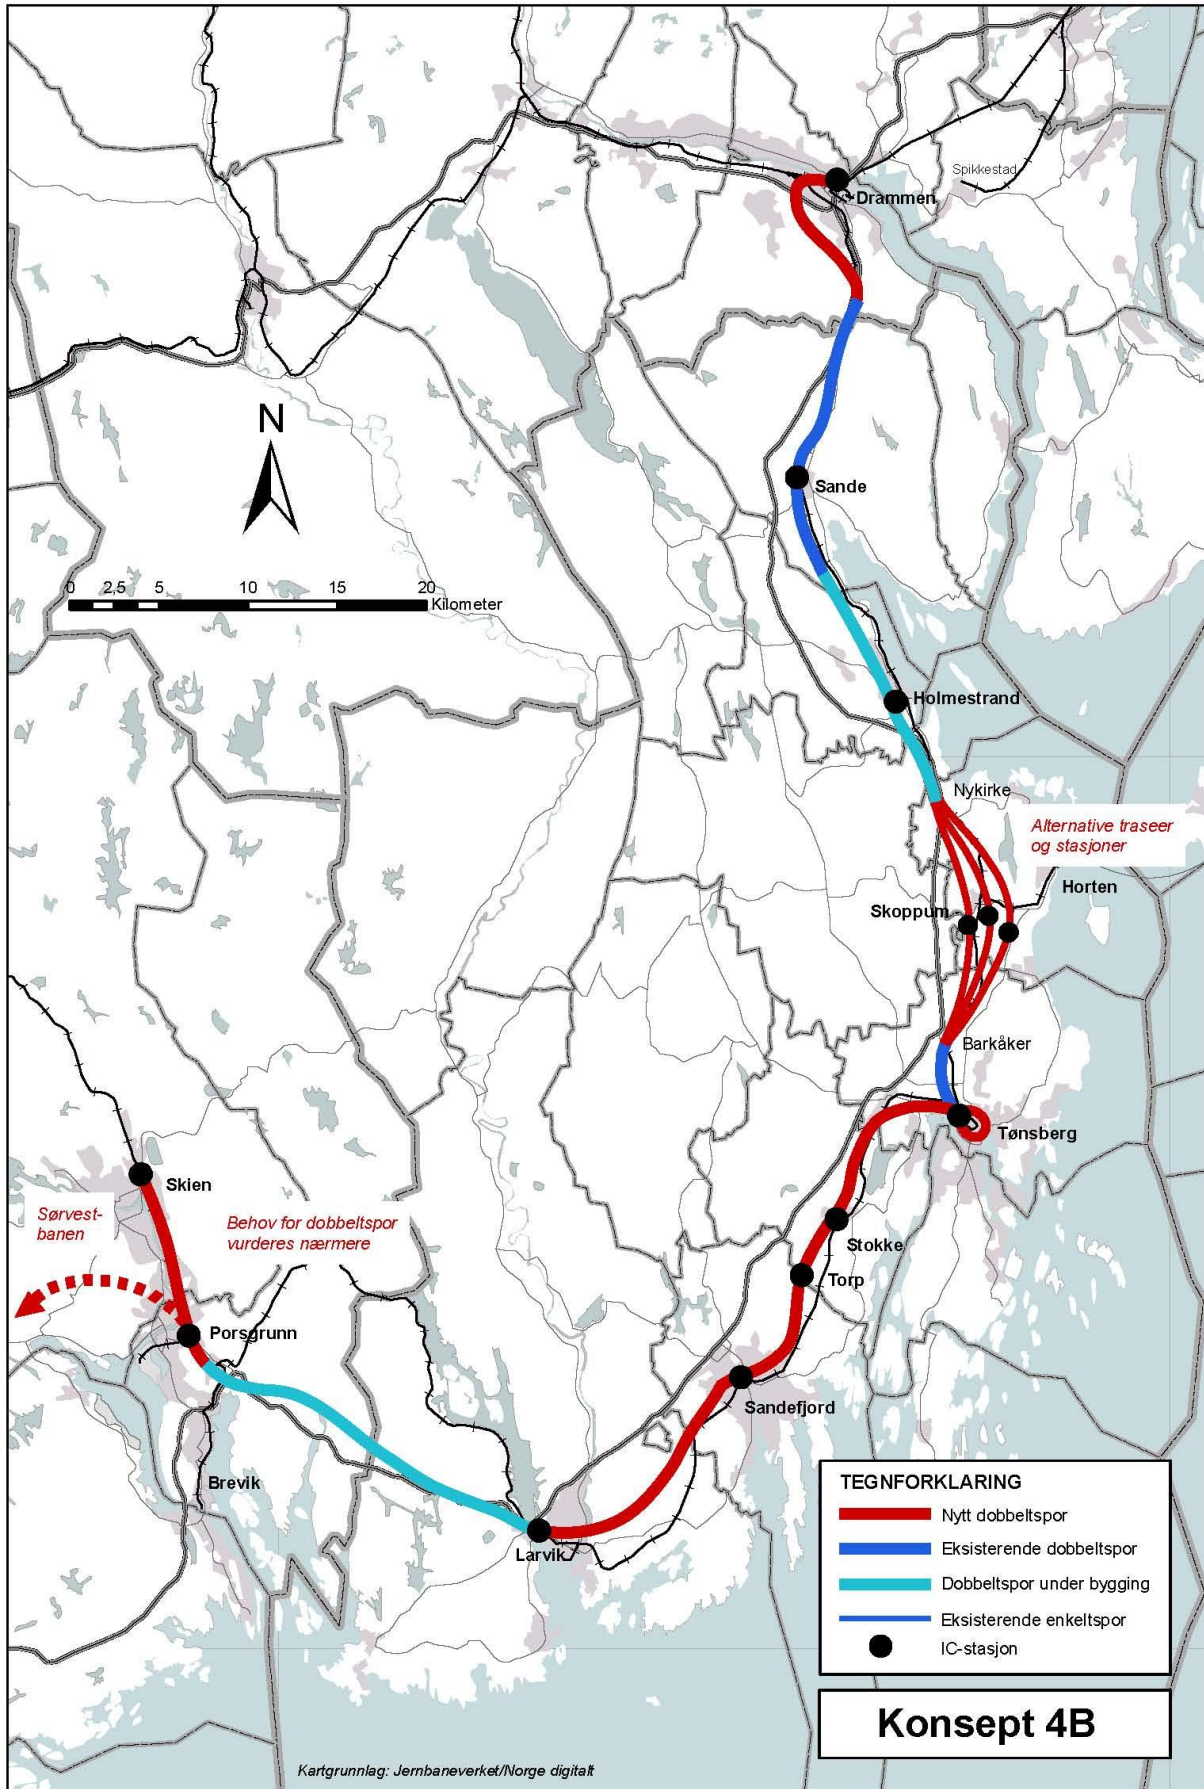 Spikkestad
Drammen
N
Sande
0 2,5 5 10 15 20
Kilometer
Holmestrand
Nykirke
Alternative traseer
og stasjoner
Horten
Skoppum
Barkåker
Tønsberg
Skien
Sørvest-
banen
Behov for dobbeltspor
vurderes nærmere
Stokke
Torp
Porsgrunn
Sandefjord
Brevik
Larvik
TEGNFORKLARING
Nytt dobbeltspor
Eksisterende dobbeltspor
Dobbeltspor under bygging
Eksisterende enkeltspor
IC-stasjon
Konsept 4B
Kartgrunnlag: Jernbaneverket/Norge digitalt